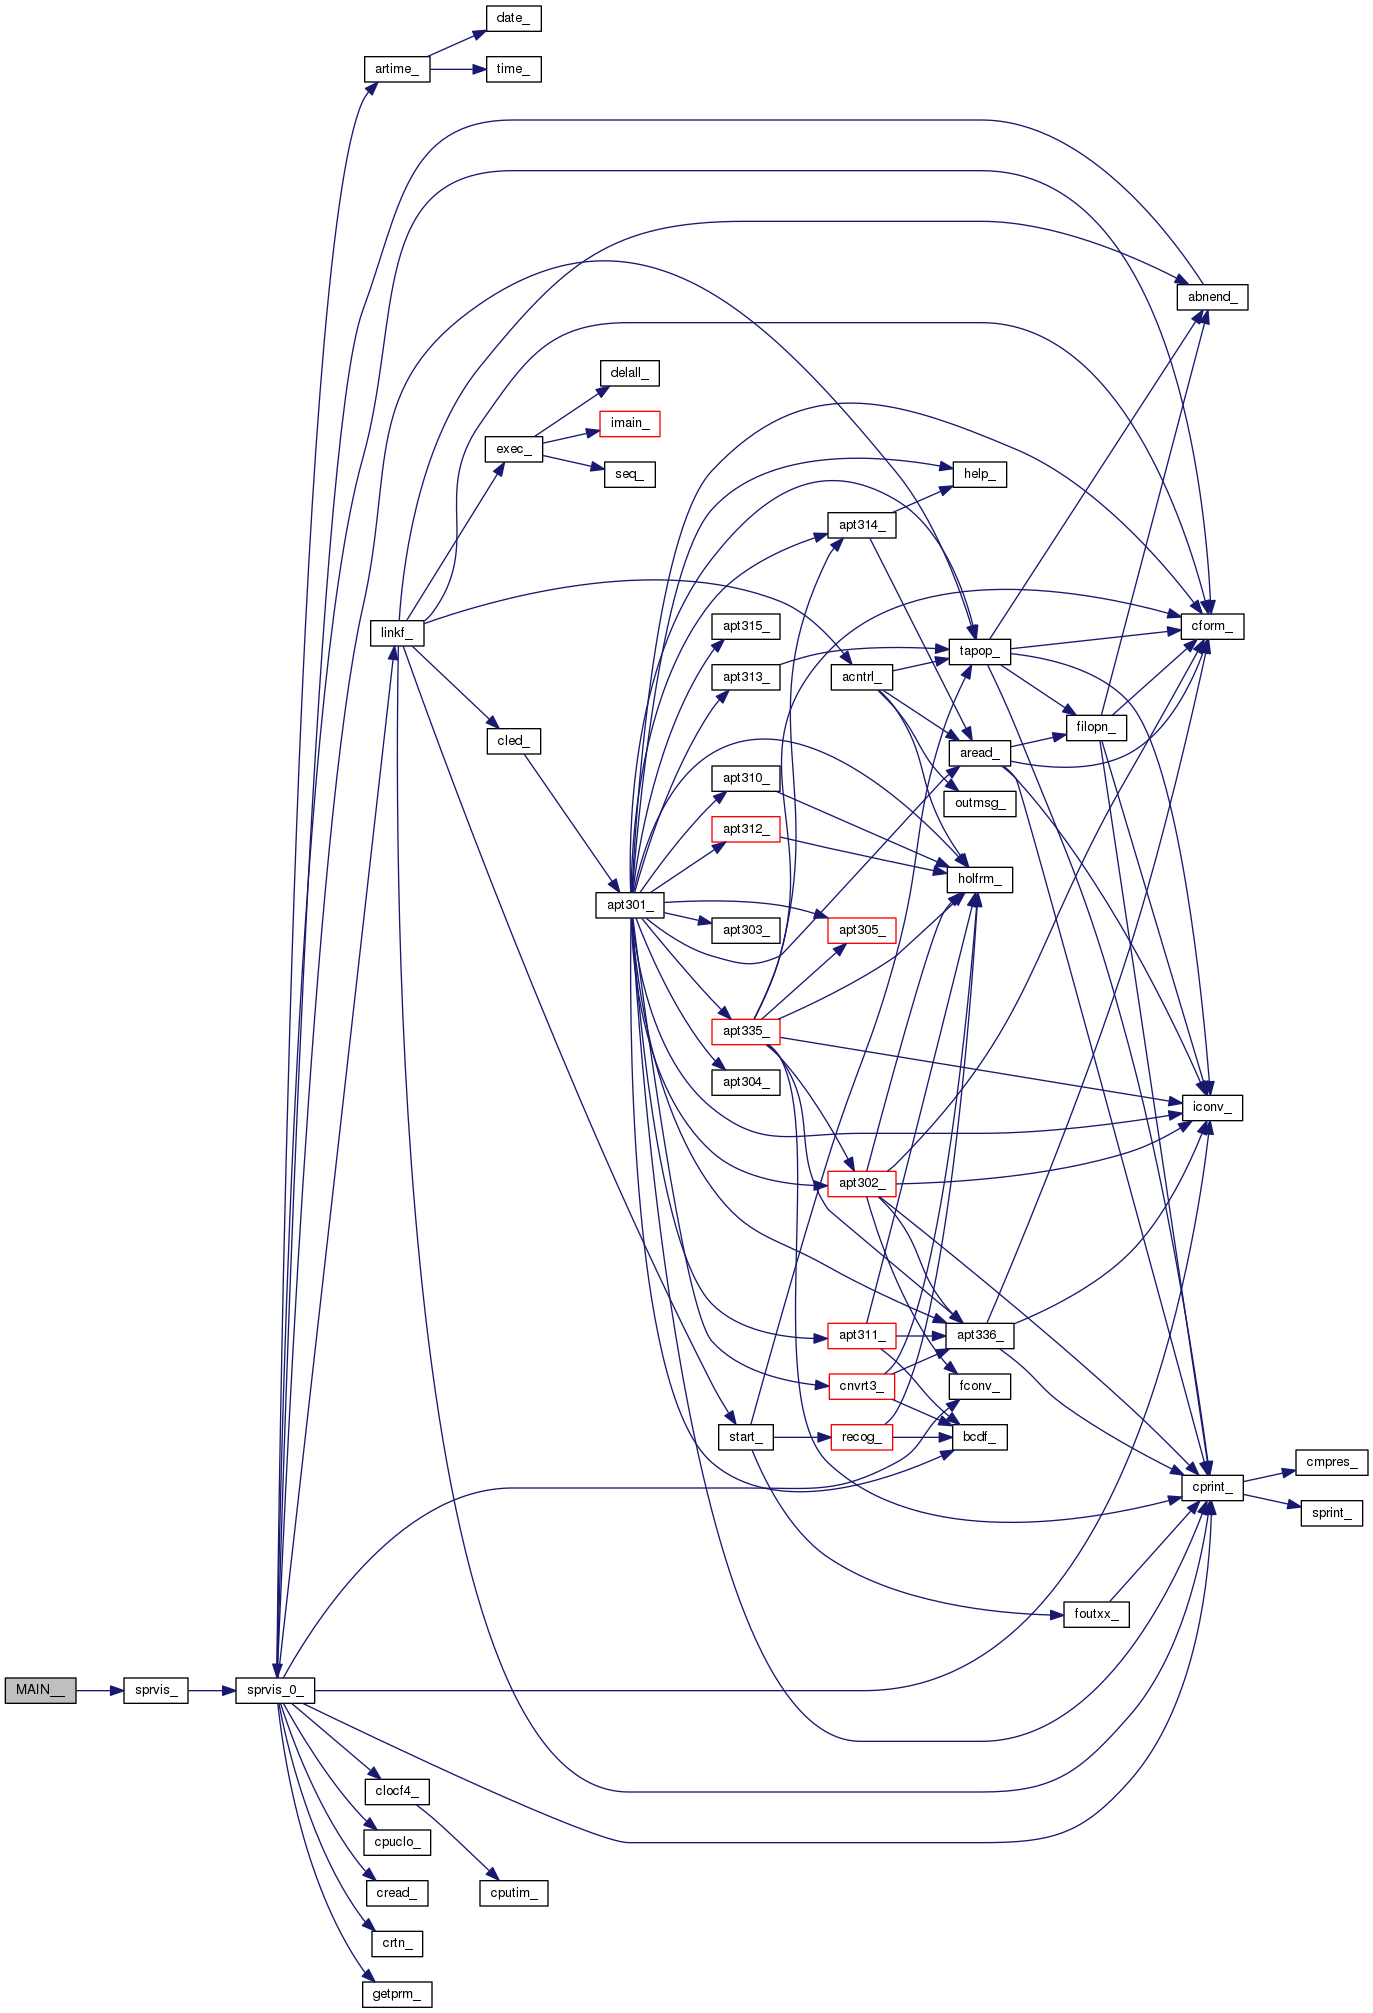 date_
artime_
time_
abnend_
delall_
imain_
exec_
help_
seq_
apt314_
linkf_
apt315_
cform_
tapop_
apt313_
acntrl_
filopn_
cled_
aread_
apt310_
outmsg_
apt312_
holfrm_
apt301_
apt303_
apt305_
apt335_
apt304_
iconv_
apt302_
apt311_
apt336_
cnvrt3_
fconv_
start_
recog_
bcdf_
cmpres_
cprint_
sprint_
foutxx_
MAIN__
sprvis_
sprvis_0_
clocf4_
cpuclo_
cread_
cputim_
crtn_
getprm_